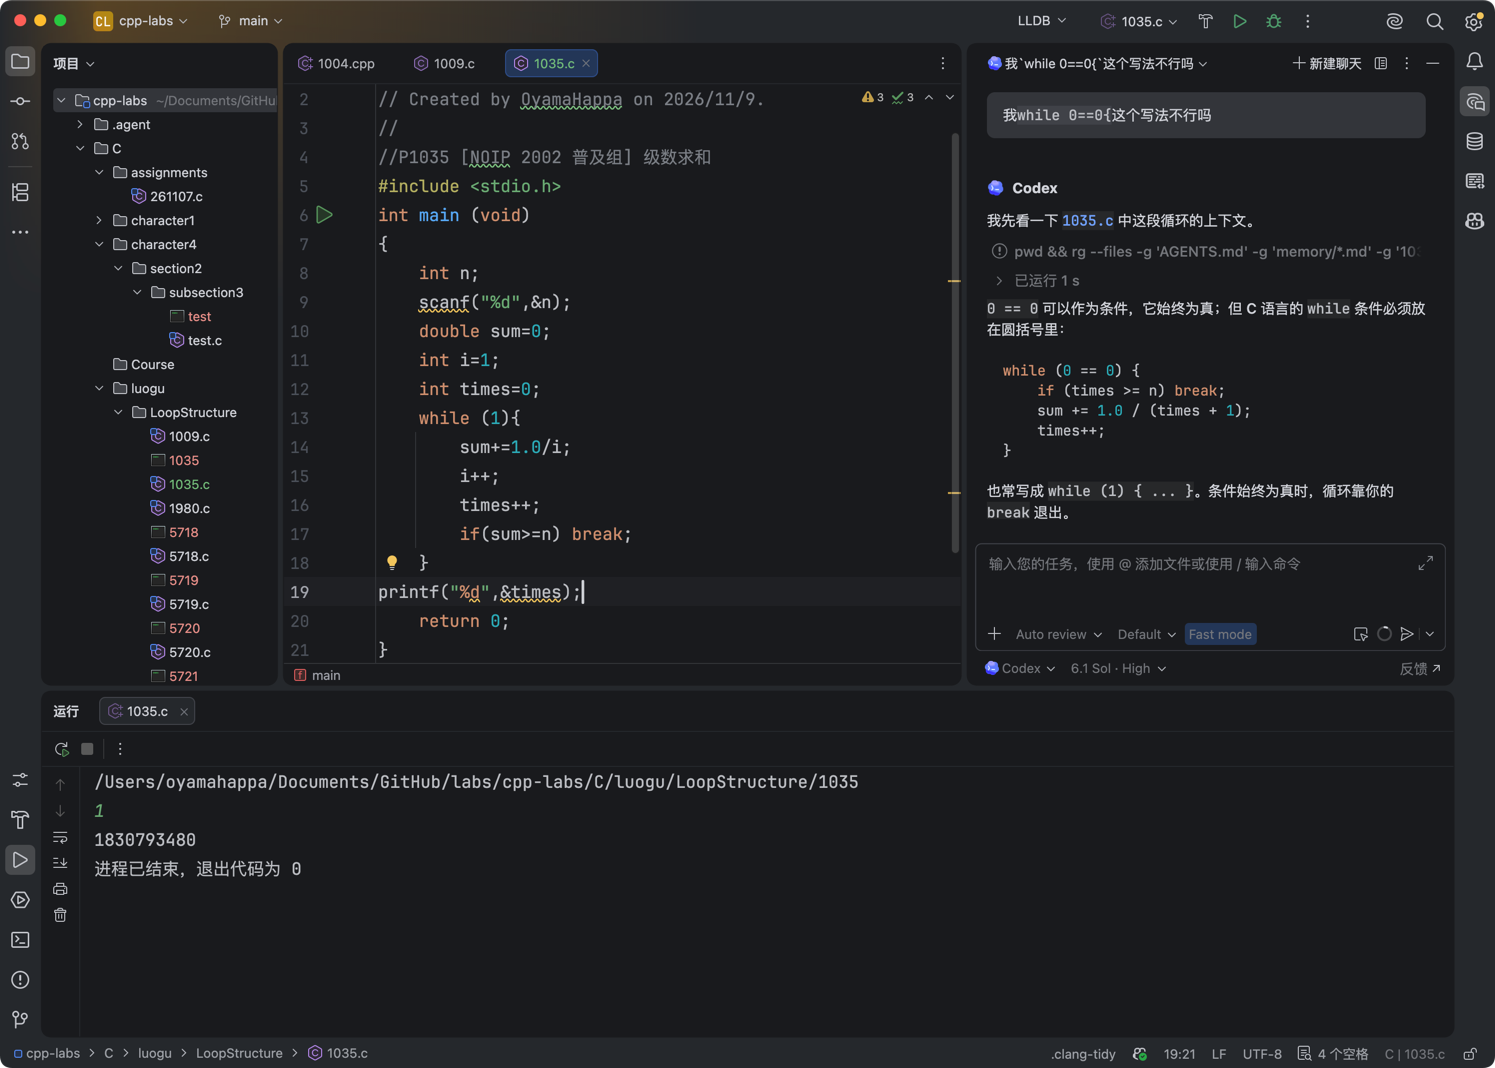 CL cpp-labs
main
LLDB
1035.c
项目
cpp-labs ~/Documents/GitHu
.agent
C
assignments
261107.c
character1
character4
section2
subsection3
test
test.c
Course
luogu
LoopStructure
1009.c
1035
1035.c
1980.c
5718
5718.c
5719
5719.c
5720
5720.c
5721
1004.cpp
1009.c
1035.c
3
3
2 // Created by OyamaHappa on 2026/11/9.
3 //
4 //P1035 [NOIP 2002 普及组] 级数求和
5 #include <stdio.h>
6 int main (void)
7 {
8 int n;
9 scanf("%d",&n);
10 double sum=0;
11 int i=1;
12 int times=0;
13 while (1){
14 sum+=1.0/i;
15 i++;
16 times++;
17 if(sum>=n) break;
18 }
19 printf("%d",&times);
20 return 0;
21 }
f main
我`while 0==0{`这个写法不行吗
新建聊天
我while 0==0{这个写法不行吗
Codex
我先看一下 1035.c 中这段循环的上下文。
pwd && rg --files -g 'AGENTS.md' -g 'memory/*.md' -g '103
已运行 1 s
0 == 0 可以作为条件，它始终为真；但 C 语言的 while 条件必须放
在圆括号里：
while (0 == 0) {
if (times >= n) break;
sum += 1.0 / (times + 1);
times++;
}
也常写成 while (1) { ... }。条件始终为真时，循环靠你的
break 退出。
输入您的任务，使用 @ 添加文件或使用 / 输入命令
Auto review
Default
Fast mode
Codex
6.1 Sol · High
反馈
运行
1035.c
/Users/oyamahappa/Documents/GitHub/labs/cpp-labs/C/luogu/LoopStructure/1035
1
1830793480
进程已结束，退出代码为 0
cpp-labs > C > luogu > LoopStructure > 1035.c
.clang-tidy
19:21
LF
UTF-8
4 个空格
C | 1035.c